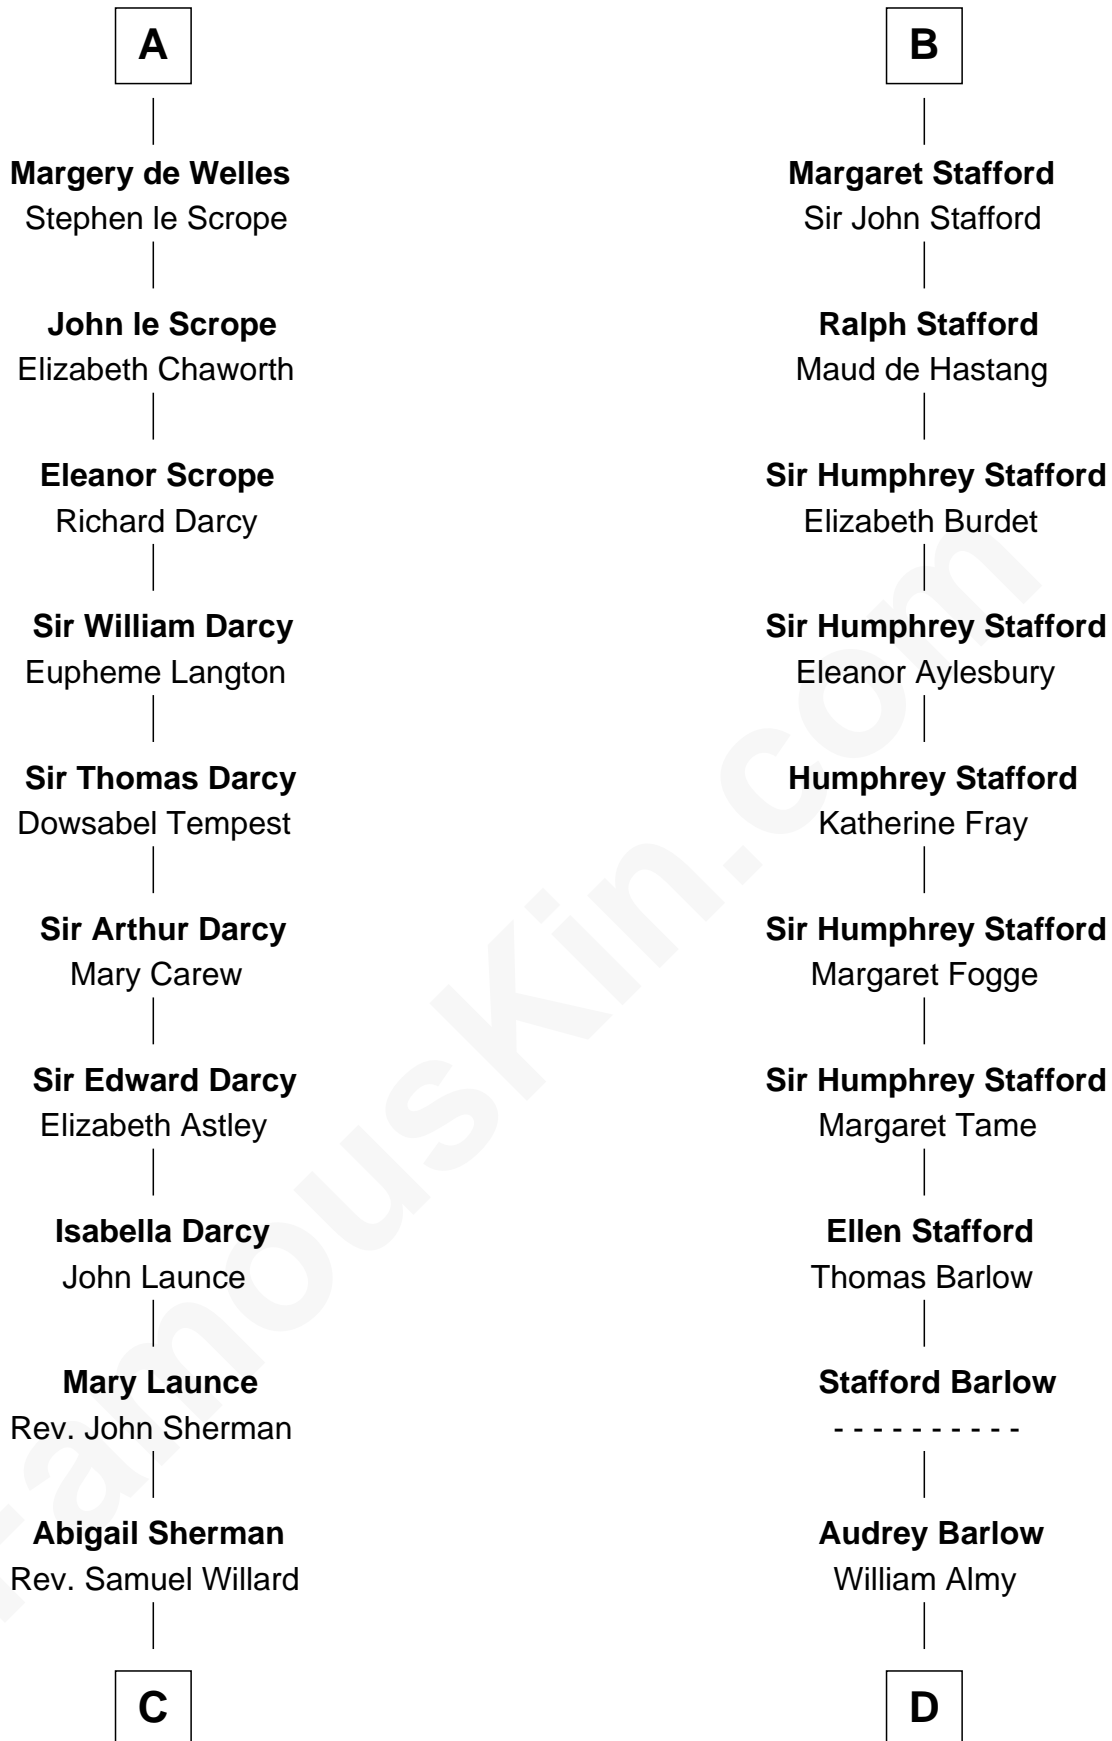 A
Margery de Welles
Stephen le Scrope
John le Scrope
Elizabeth Chaworth
Eleanor Scrope
Richard Darcy
Sir William Darcy
Eupheme Langton
Sir Thomas Darcy
Dowsabel Tempest
Sir Arthur Darcy
Mary Carew
Sir Edward Darcy
Elizabeth Astley
Isabella Darcy
John Launce
Mary Launce
Rev. John Sherman
Abigail Sherman
Rev. Samuel Willard
C
B
Margaret Stafford
Sir John Stafford
Ralph Stafford
Maud de Hastang
Sir Humphrey Stafford
Elizabeth Burdet
Sir Humphrey Stafford
Eleanor Aylesbury
Humphrey Stafford
Katherine Fray
Sir Humphrey Stafford
Margaret Fogge
Sir Humphrey Stafford
Margaret Tame
Ellen Stafford
Thomas Barlow
Stafford Barlow
- - - - - - - - - -
Audrey Barlow
William Almy
D
FamousKin.com